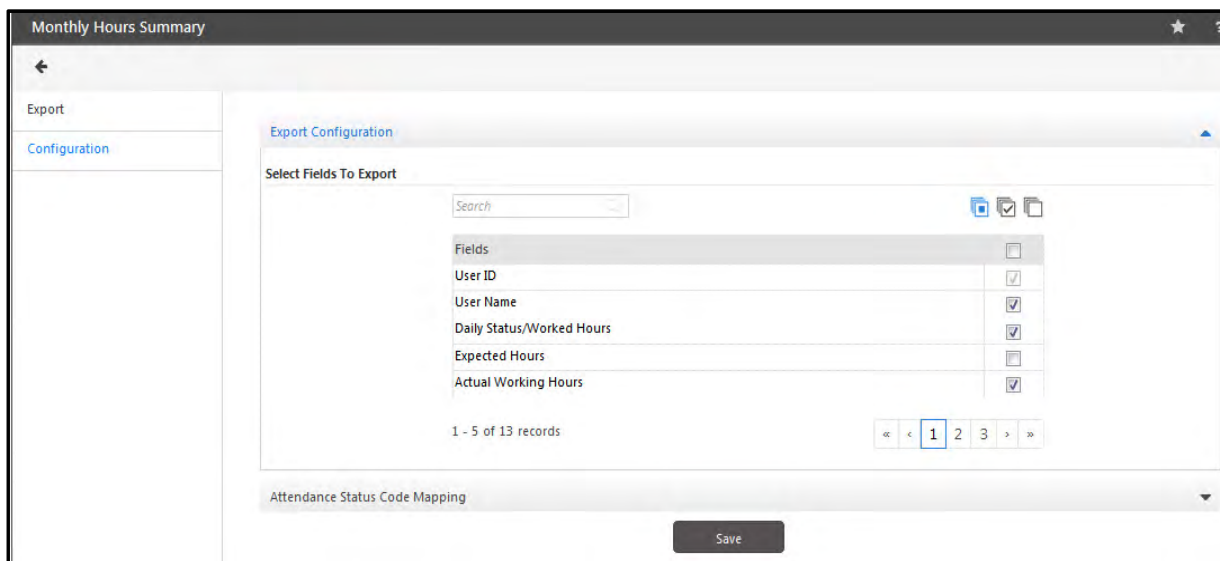 Monthly Hours Summary
Export
Configuration
Export Configuration
Select Fields To Export
Search
Fields
User ID
User Name
Daily Status/Worked Hours
Expected Hours
Actual Working Hours
1 - 5 of 13 records
« ‹ 1 2 3 › »
Attendance Status Code Mapping
Save